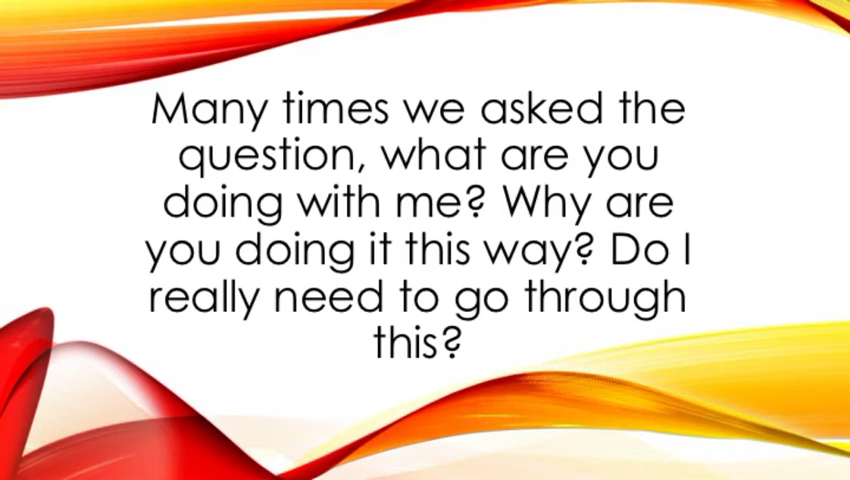 Many times we asked the
question, what are you
doing with me? Why are
you doing it this way? Do I
really need to go through
this?